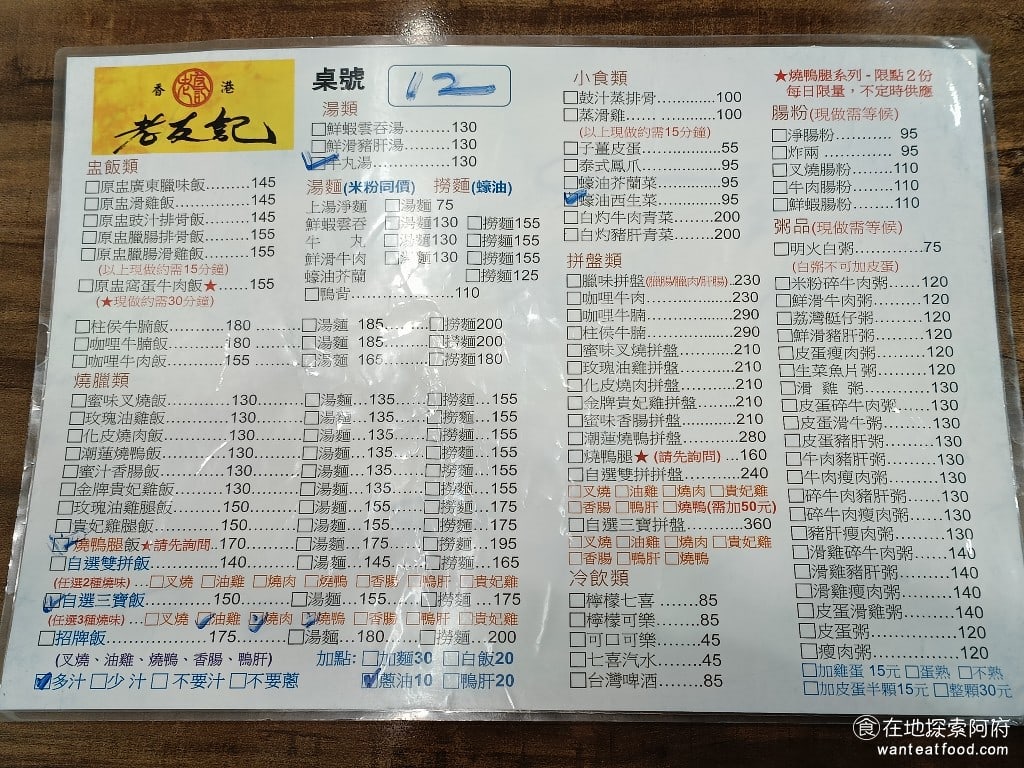 香 港
老友記
桌號 12
湯類
□鮮蝦雲吞湯 130
□鮮滑豬肝湯 130
□牛丸湯 130
盅飯類
□原盅廣東臘味飯 145
□原盅滑雞飯 145
□原盅豉汁排骨飯 145
□原盅臘腸排骨飯 155
□原盅臘腸滑雞飯 155
(以上現做約需15分鐘)
□原盅窩蛋牛肉飯★ 155
(★現做約需30分鐘)
湯麵(米粉同價) 撈麵(蠔油)
上湯淨麵 □湯麵 75
鮮蝦雲吞 □湯麵130 □撈麵155
牛 丸 □湯麵130 □撈麵155
鮮滑牛肉 □湯麵130 □撈麵155
蠔油芥蘭 □撈麵125
□鴨背 110
□柱侯牛腩飯 180 □湯麵 185 □撈麵200
□咖哩牛腩飯 180 □湯麵 185 □撈麵200
□咖哩牛肉飯 155 □湯麵 165 □撈麵180
燒臘類
□蜜味叉燒飯 130 □湯麵 135 □撈麵 155
□玫瑰油雞飯 130 □湯麵 135 □撈麵 155
□化皮燒肉飯 130 □湯麵 135 □撈麵 155
□潮蓮燒鴨飯 130 □湯麵 135 □撈麵 155
□蜜汁香腸飯 130 □湯麵 135 □撈麵 155
□金牌貴妃雞飯 130 □湯麵 135 □撈麵 155
□玫瑰油雞腿飯 150 □湯麵 155 □撈麵 175
□貴妃雞腿飯 150 □湯麵 155 □撈麵 175
□燒鴨腿飯★請先詢問 170 □湯麵 175 □撈麵 195
□自選雙拼飯 140 □湯麵 145 □撈麵 165
(任選2種燒味) □叉燒 □油雞 □燒肉 □燒鴨 □香腸 □鴨肝 □貴妃雞
□自選三寶飯 150 □湯麵 155 □撈麵 175
(任選3種燒味) □叉燒 □油雞 □燒肉 □燒鴨 □香腸 □鴨肝 □貴妃雞
□招牌飯 175 □湯麵 180 □撈麵 200
(叉燒、油雞、燒鴨、香腸、鴨肝) 加點: □加麵30 □白飯20
□多汁 □少汁 □不要汁 □不要蔥 □蔥油10 □鴨肝20
小食類
□鼓汁蒸排骨 100
□蒸滑雞 100
(以上現做約需15分鐘)
□子薑皮蛋 55
□泰式鳳爪 95
□蠔油芥蘭菜 95
□蠔油西生菜 95
□白灼牛肉青菜 200
□白灼豬肝青菜 200
拼盤類
□臘味拼盤(臘腸/臘肉/肝腸) 230
□咖哩牛肉 230
□咖哩牛腩 290
□柱侯牛腩 290
□蜜味叉燒拼盤 210
□玫瑰油雞拼盤 210
□化皮燒肉拼盤 210
□金牌貴妃雞拼盤 210
□蜜味香腸拼盤 210
□潮蓮燒鴨拼盤 280
□燒鴨腿★(請先詢問) 160
□自選雙拼拼盤 240
□叉燒 □油雞 □燒肉 □貴妃雞
□香腸 □鴨肝 □燒鴨(需加50元)
□自選三寶拼盤 360
□叉燒 □油雞 □燒肉 □貴妃雞
□香腸 □鴨肝 □燒鴨
冷飲類
□檸檬七喜 85
□檸檬可樂 85
□可口可樂 45
□七喜汽水 45
□台灣啤酒 85
★燒鴨腿系列-限點2份
每日限量,不定時供應
腸粉(現做需等候)
□淨腸粉 95
□炸兩 95
□叉燒腸粉 110
□牛肉腸粉 110
□鮮蝦腸粉 110
粥品(現做需等候)
□明火白粥 75
(白粥不可加皮蛋)
□米粉碎牛肉粥 120
□鮮滑牛肉粥 120
□荔灣艇仔粥 120
□鮮滑豬肝粥 120
□皮蛋瘦肉粥 120
□生菜魚片粥 120
□滑 雞 粥 130
□皮蛋碎牛肉粥 130
□皮蛋滑牛粥 130
□皮蛋豬肝粥 130
□牛肉豬肝粥 130
□牛肉瘦肉粥 130
□碎牛肉豬肝粥 130
□碎牛肉瘦肉粥 130
□豬肝瘦肉粥 130
□滑雞碎牛肉粥 140
□滑雞豬肝粥 140
□滑雞瘦肉粥 140
□皮蛋滑雞粥 140
□皮蛋粥 120
□瘦肉粥 120
□加雞蛋 15元 □蛋熟 □不熟
□加皮蛋半顆15元 □整顆30元
食在地探索阿府
wanteatfood.com